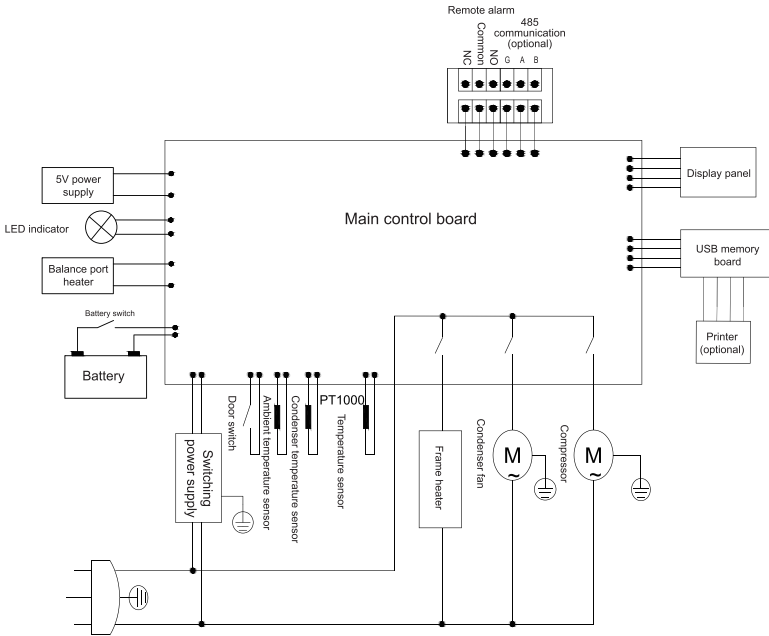 Remote alarm
485
communication
(optional)
NC
Common
NO
G
A
B
5V power
supply
LED indicator
Balance port
heater
Battery switch
Battery
Main control board
Display panel
USB memory
board
Printer
(optional)
Door switch
Ambient temperature sensor
Condenser temperature sensor
PT1000
Temperature sensor
Switching
power supply
Frame heater
Condenser fan
M
~
Compressor
M
~